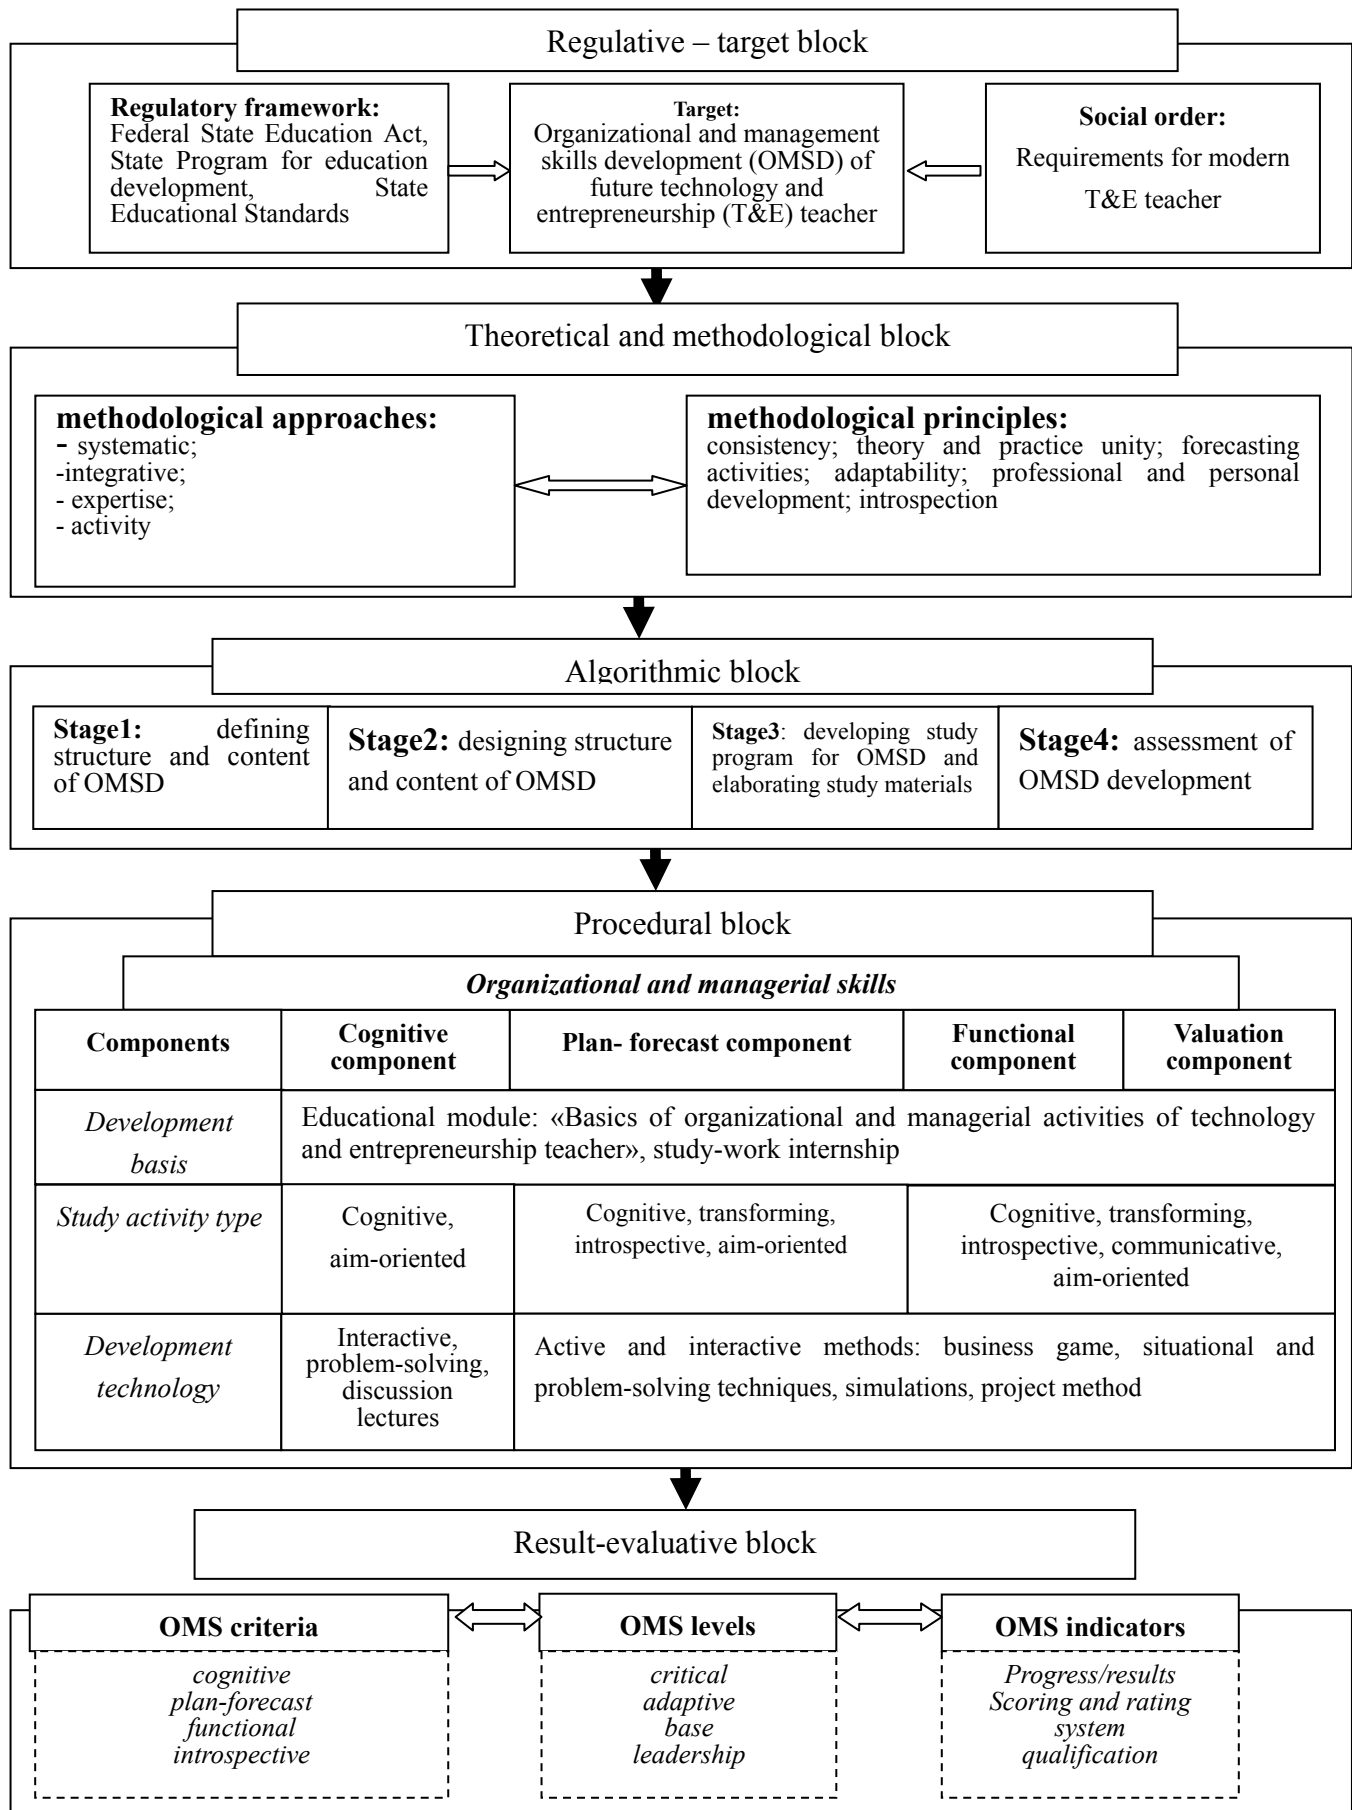 Regulative – target block
Regulatory framework:
Federal State Education Act,
State Program for education
development, State
Educational Standards
Target:
Organizational and management
skills development (OMSD) of
future technology and
entrepreneurship (T&E) teacher
Social order:
Requirements for modern
T&E teacher
Theoretical and methodological block
methodological approaches:
- systematic;
-integrative;
- expertise;
- activity
methodological principles:
consistency; theory and practice unity; forecasting
activities; adaptability; professional and personal
development; introspection
Algorithmic block
Stage1: defining
structure and content
of OMSD
Stage2: designing structure
and content of OMSD
Stage3: developing study
program for OMSD and
elaborating study materials
Stage4: assessment of
OMSD development
Procedural block
Organizational and managerial skills
Components
Cognitive
component
Plan- forecast component
Functional
component
Valuation
component
Development
basis
Educational module: «Basics of organizational and managerial activities of technology
and entrepreneurship teacher», study-work internship
Study activity type
Cognitive,
aim-oriented
Cognitive, transforming,
introspective, aim-oriented
Cognitive, transforming,
introspective, communicative,
aim-oriented
Development
technology
Interactive,
problem-solving,
discussion
lectures
Active and interactive methods: business game, situational and
problem-solving techniques, simulations, project method
Result-evaluative block
OMS criteria
cognitive
plan-forecast
functional
introspective
OMS levels
critical
adaptive
base
leadership
OMS indicators
Progress/results
Scoring and rating
system
qualification